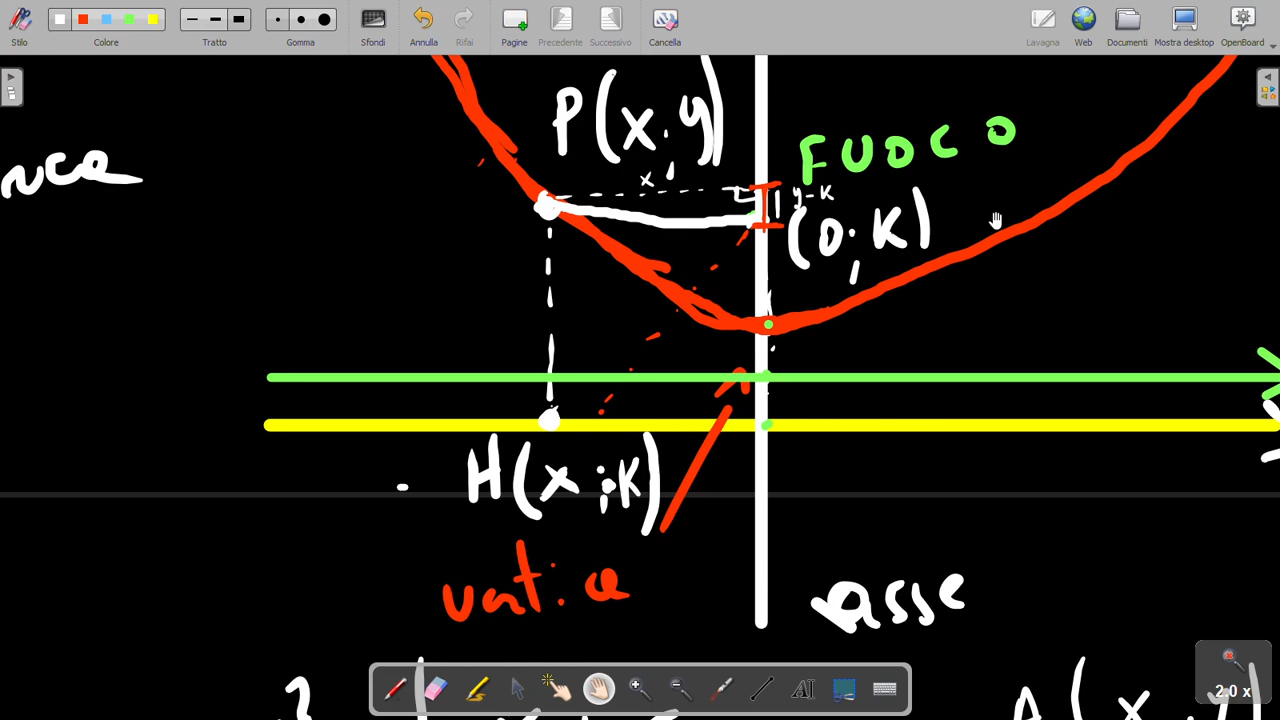 Stilo Colore Tratto Gomma Sfondi Annulla Rifai Pagine Precedente Successivo Cancella Lavagna Web Documenti Mostra desktop OpenBoard
P(x, y)
FUOCO
nce
x
y-K
(0; K)
H(x ; K)
vertice
asse
2.0 x
A(x, y)